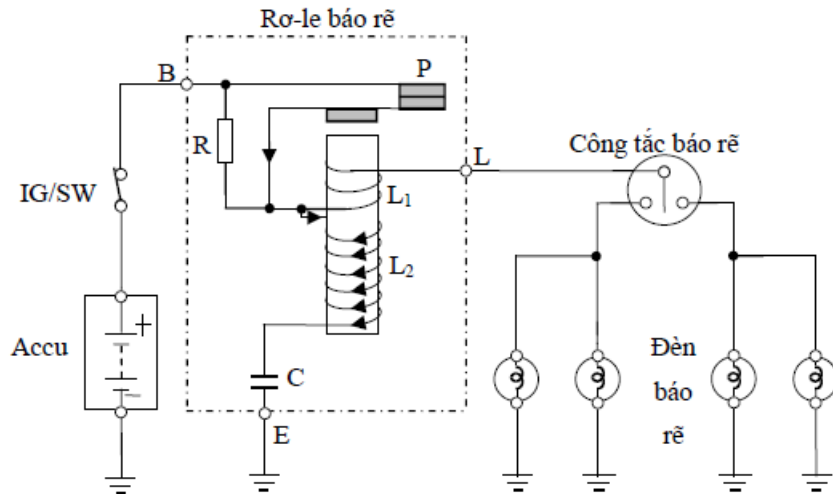 Rơ-le báo rẽ
B
P
R
L
Công tắc báo rẽ
IG/SW
L₁
L₂
Accu
+
−
C
E
Đèn
báo
rẽ